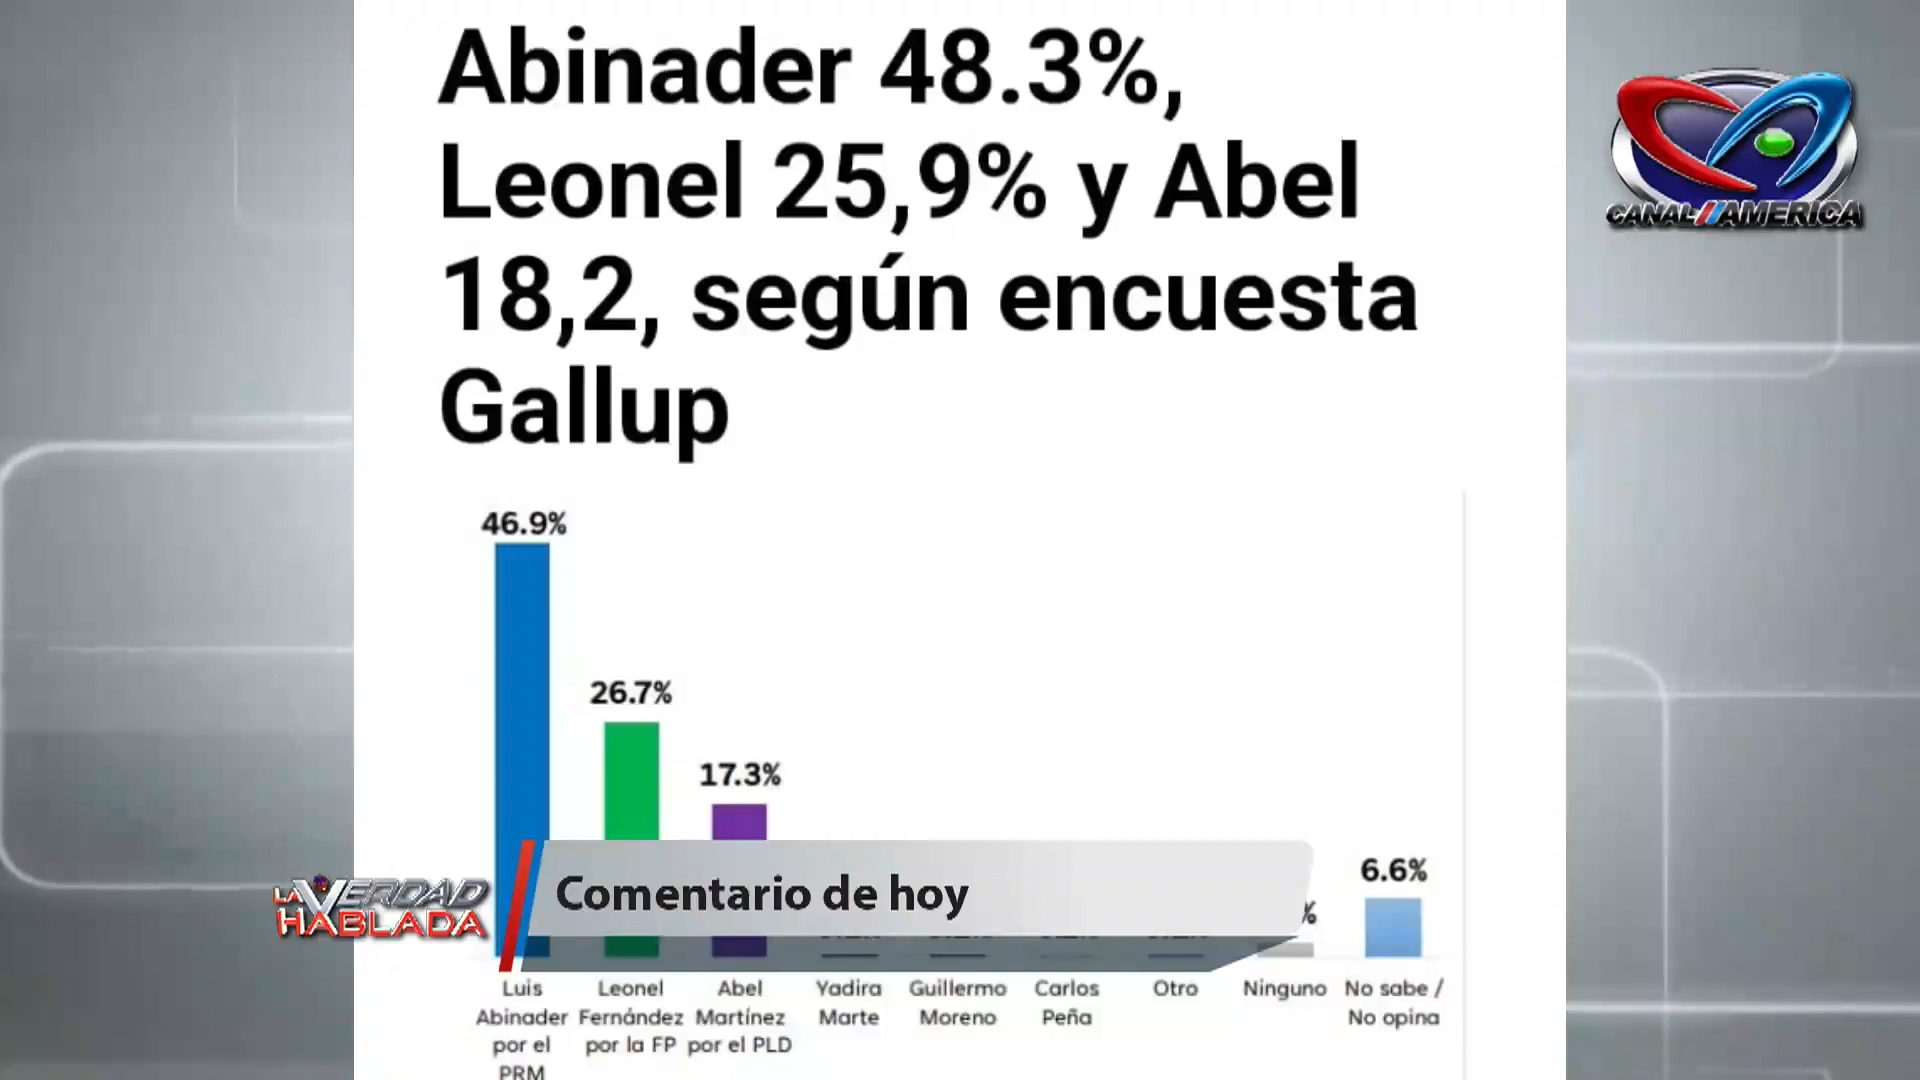 Abinader 48.3%,
Leonel 25,9% y Abel
18,2, según encuesta
Gallup
CANAL AMERICA
46.9%
26.7%
17.3%
6.6%
%
LA VERDAD
HABLADA
Comentario de hoy
Luis
Abinader
por el
PRM
Leonel
Fernández
por la FP
Abel
Martínez
por el PLD
Yadira
Marte
Guillermo
Moreno
Carlos
Peña
Otro
Ninguno
No sabe /
No opina